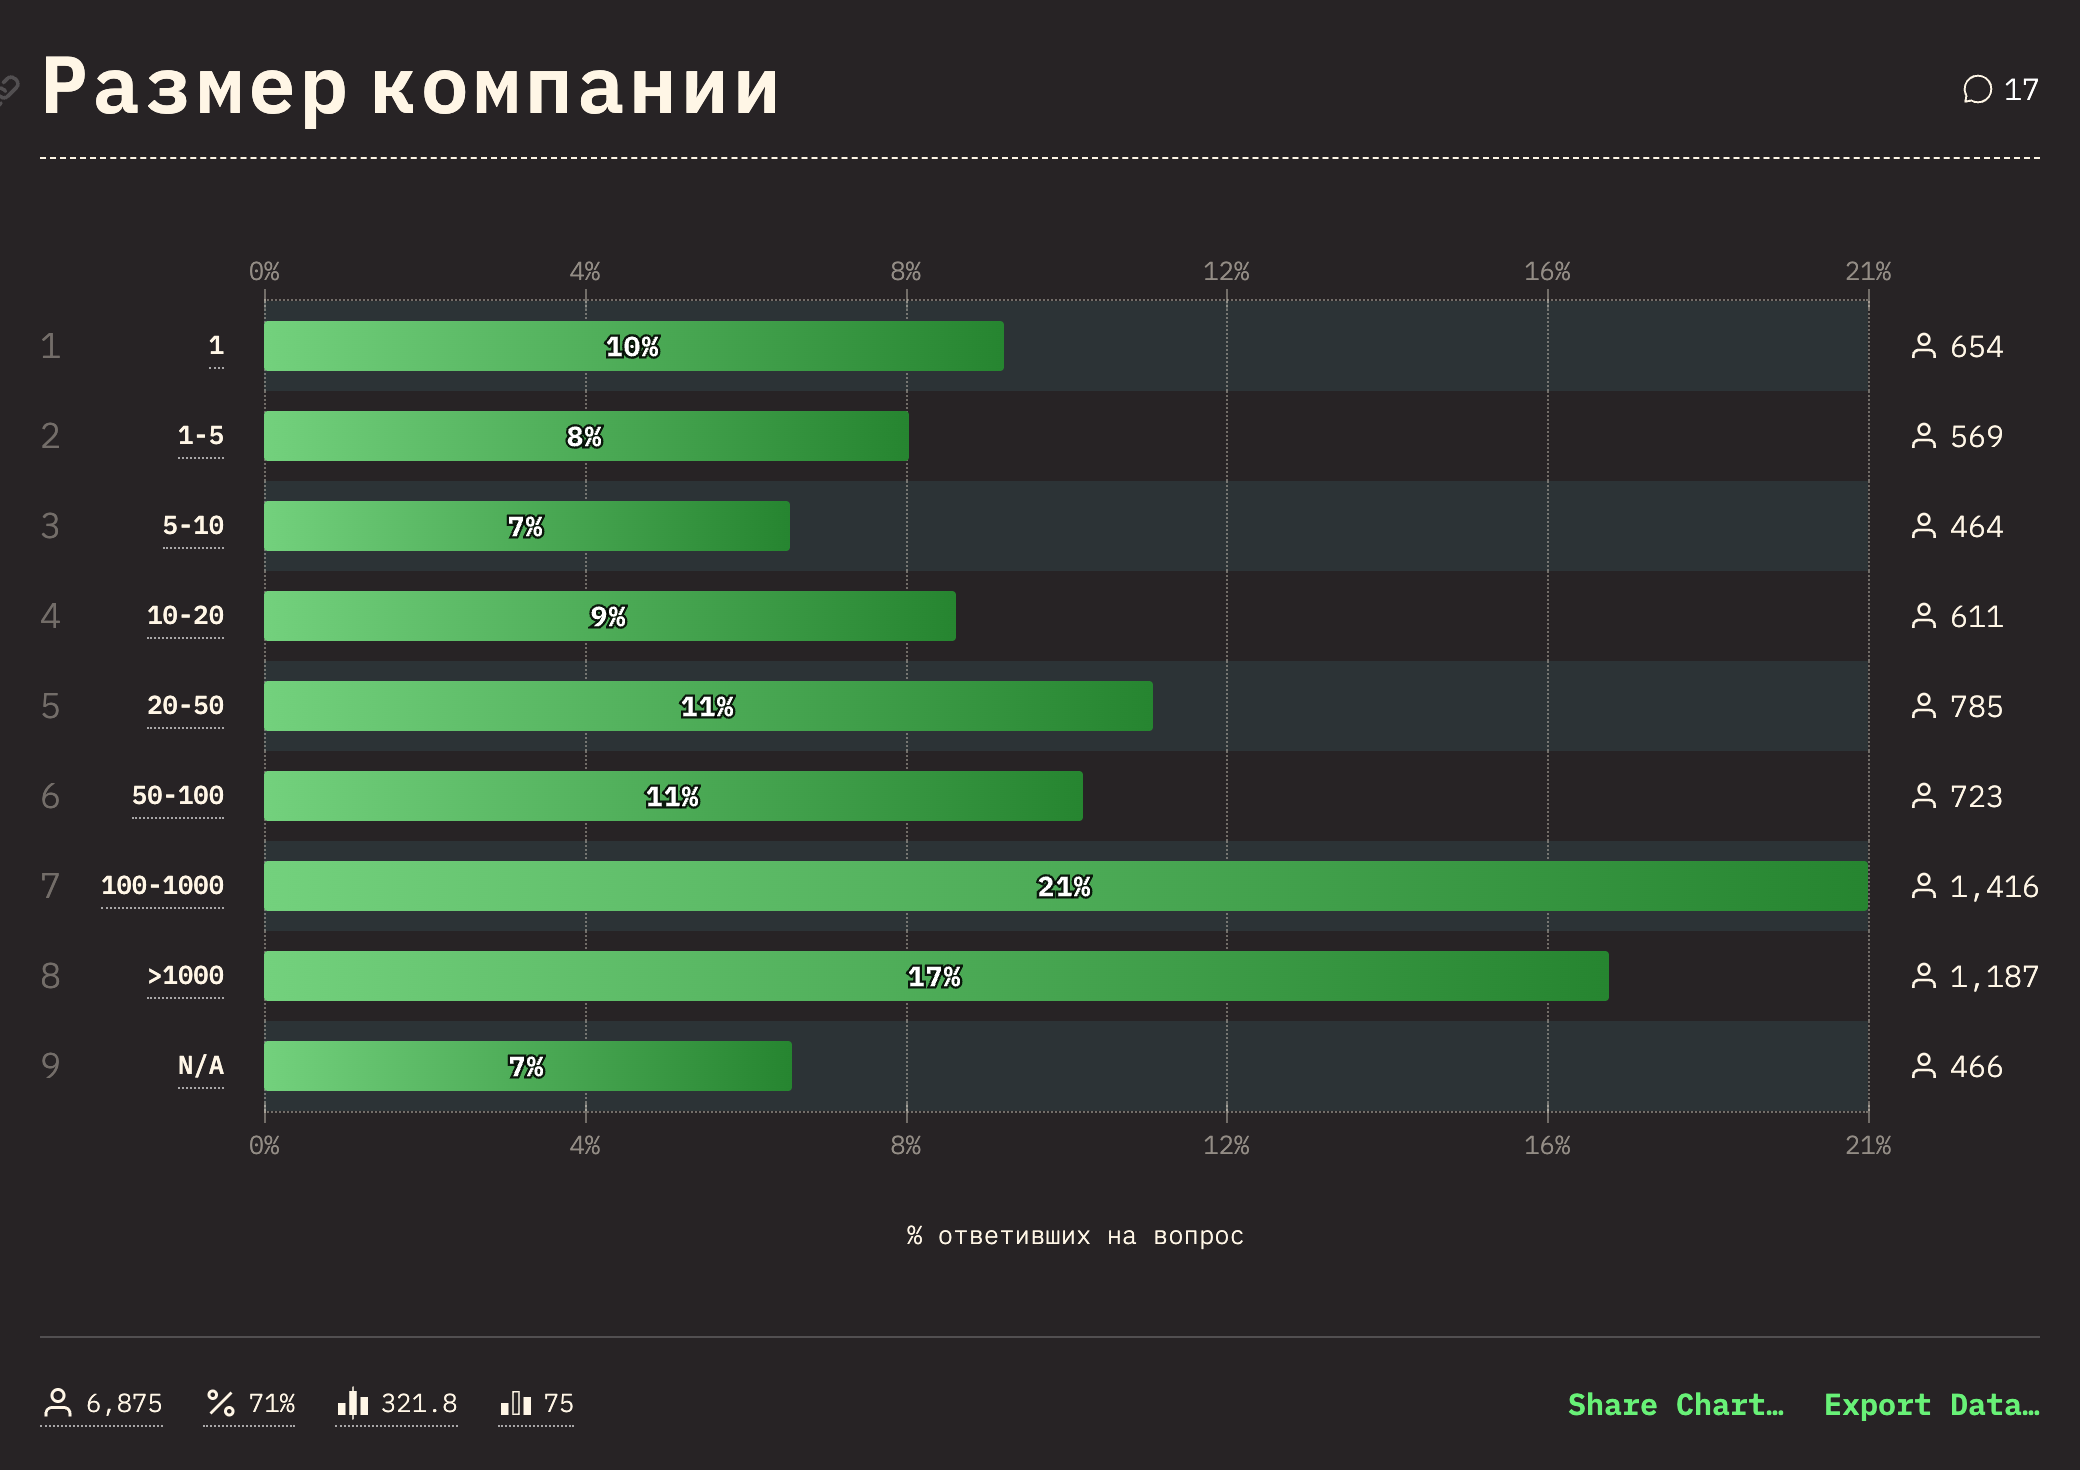 Размер компании 17
0% 4% 8% 12% 16% 21%
1 1 10% 654
2 1-5 8% 569
3 5-10 7% 464
4 10-20 9% 611
5 20-50 11% 785
6 50-100 11% 723
7 100-1000 21% 1,416
8 >1000 17% 1,187
9 N/A 7% 466
0% 4% 8% 12% 16% 21%
% ответивших на вопрос
6,875 71% 321.8 75 Share Chart… Export Data…